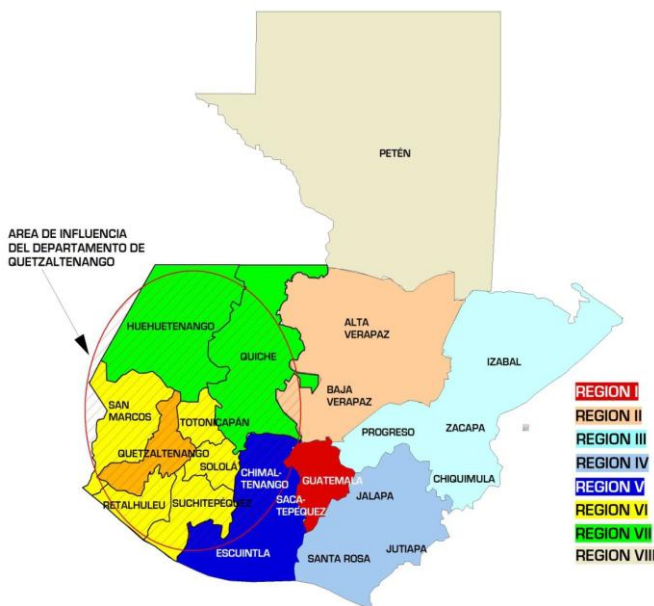 PETÉN
AREA DE INFLUENCIA
DEL DEPARTAMENTO DE
QUETZALTENANGO
HUEHUETENANGO
QUICHE
ALTA
VERAPAZ
IZABAL
BAJA
VERAPAZ
SAN
MARCOS
TOTONICAPÁN
QUETZALTENANGO
SOLOLÁ
CHIMAL-
TENANGO
PROGRESO
ZACAPA
GUATEMALA
CHIQUIMULA
RETALHULEU
SUCHITEPÉQUEZ
SACA-
TEPÉQUEZ
JALAPA
ESCUINTLA
SANTA ROSA
JUTIAPA
REGION I
REGION II
REGION III
REGION IV
REGION V
REGION VI
REGION VII
REGION VIII